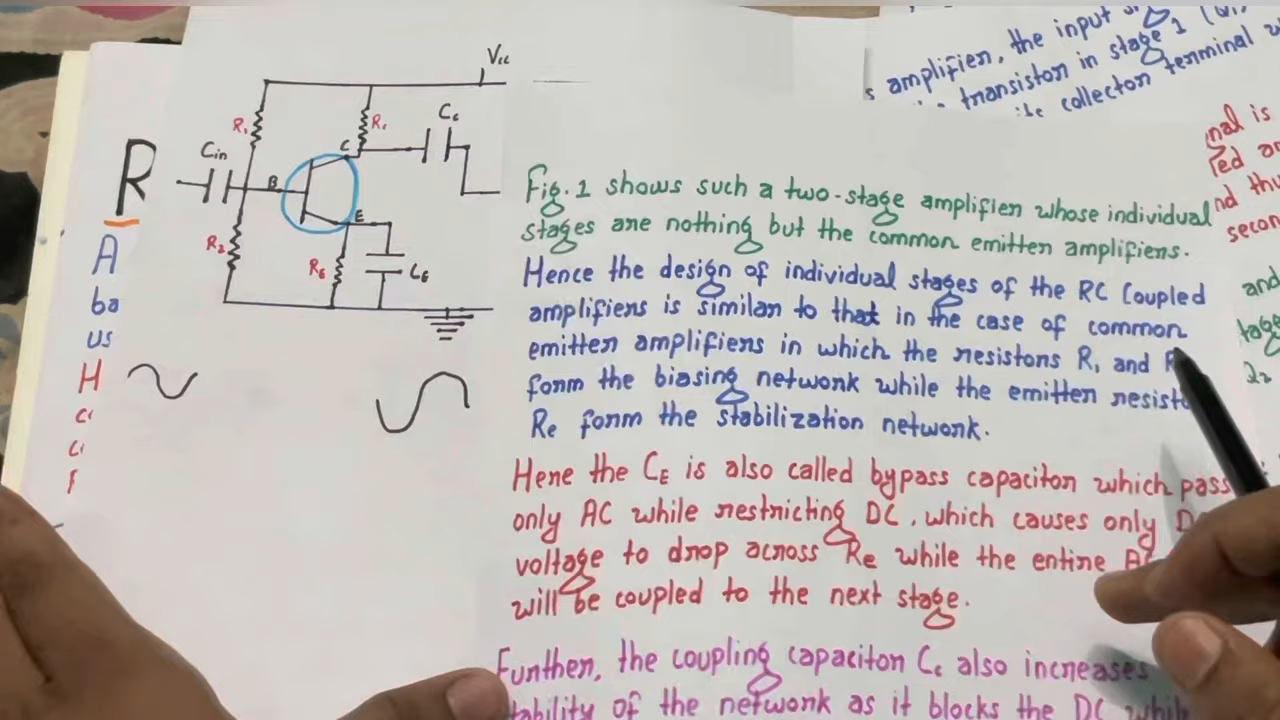 amplifier, the input
transistor in stage 1
collector terminal
Vcc
R1
Rc
Cc
Cin
C
B
E
R2
RE
CE
R
A
ba
us
H
Fig. 1 shows such a two-stage amplifier whose individual
stages are nothing but the common emitter amplifiers.
Hence the design of individual stages of the RC Coupled
amplifiers is similar to that in the case of common
emitter amplifiers in which the resistors R1 and
form the biasing network while the emitter
Re form the stabilization network.
Here the CE is also called bypass capacitor which pass
only AC while restricting DC, which causes only
voltage to drop across Re while the entire
will be coupled to the next stage.
Further, the coupling capacitor Cc also increases
of the network as it blocks the DC while
nal is
and